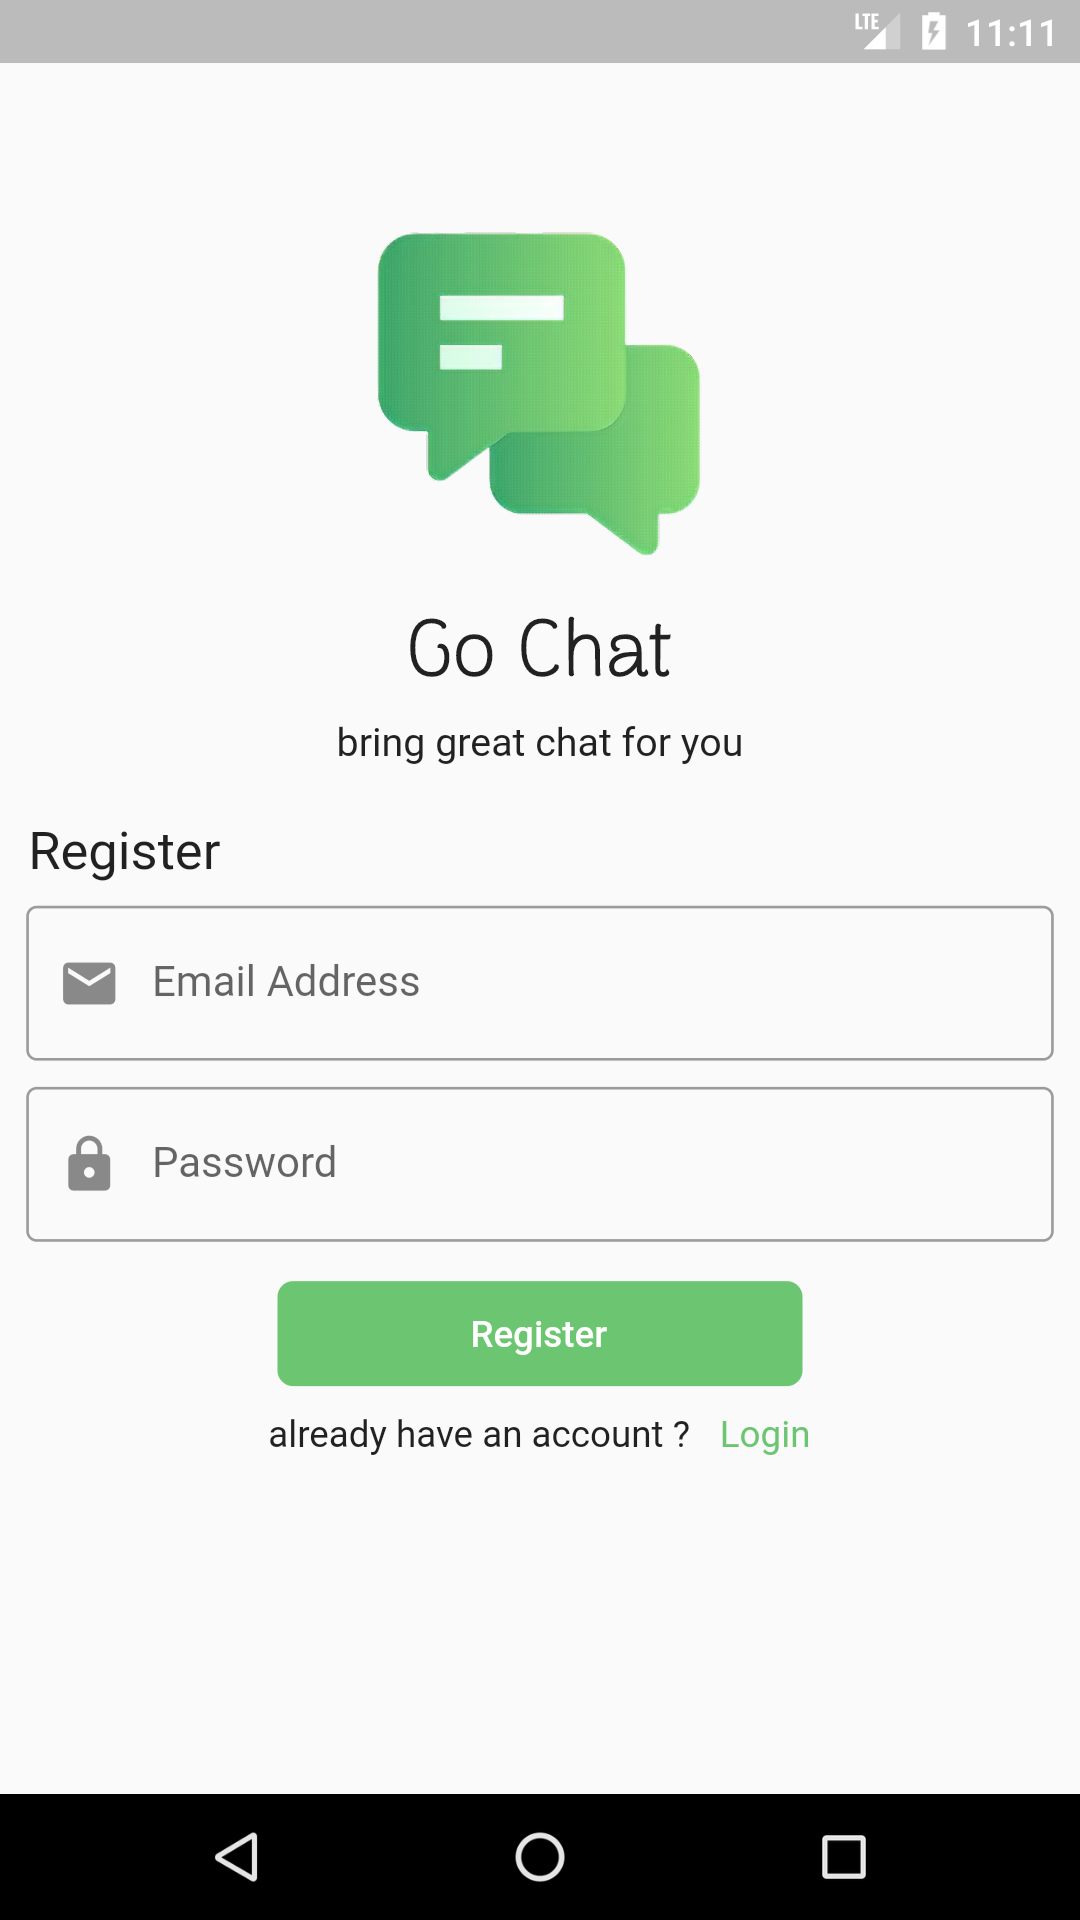 LTE 11:11
Go Chat
bring great chat for you
Register
Email Address
Password
Register
already have an account ? Login